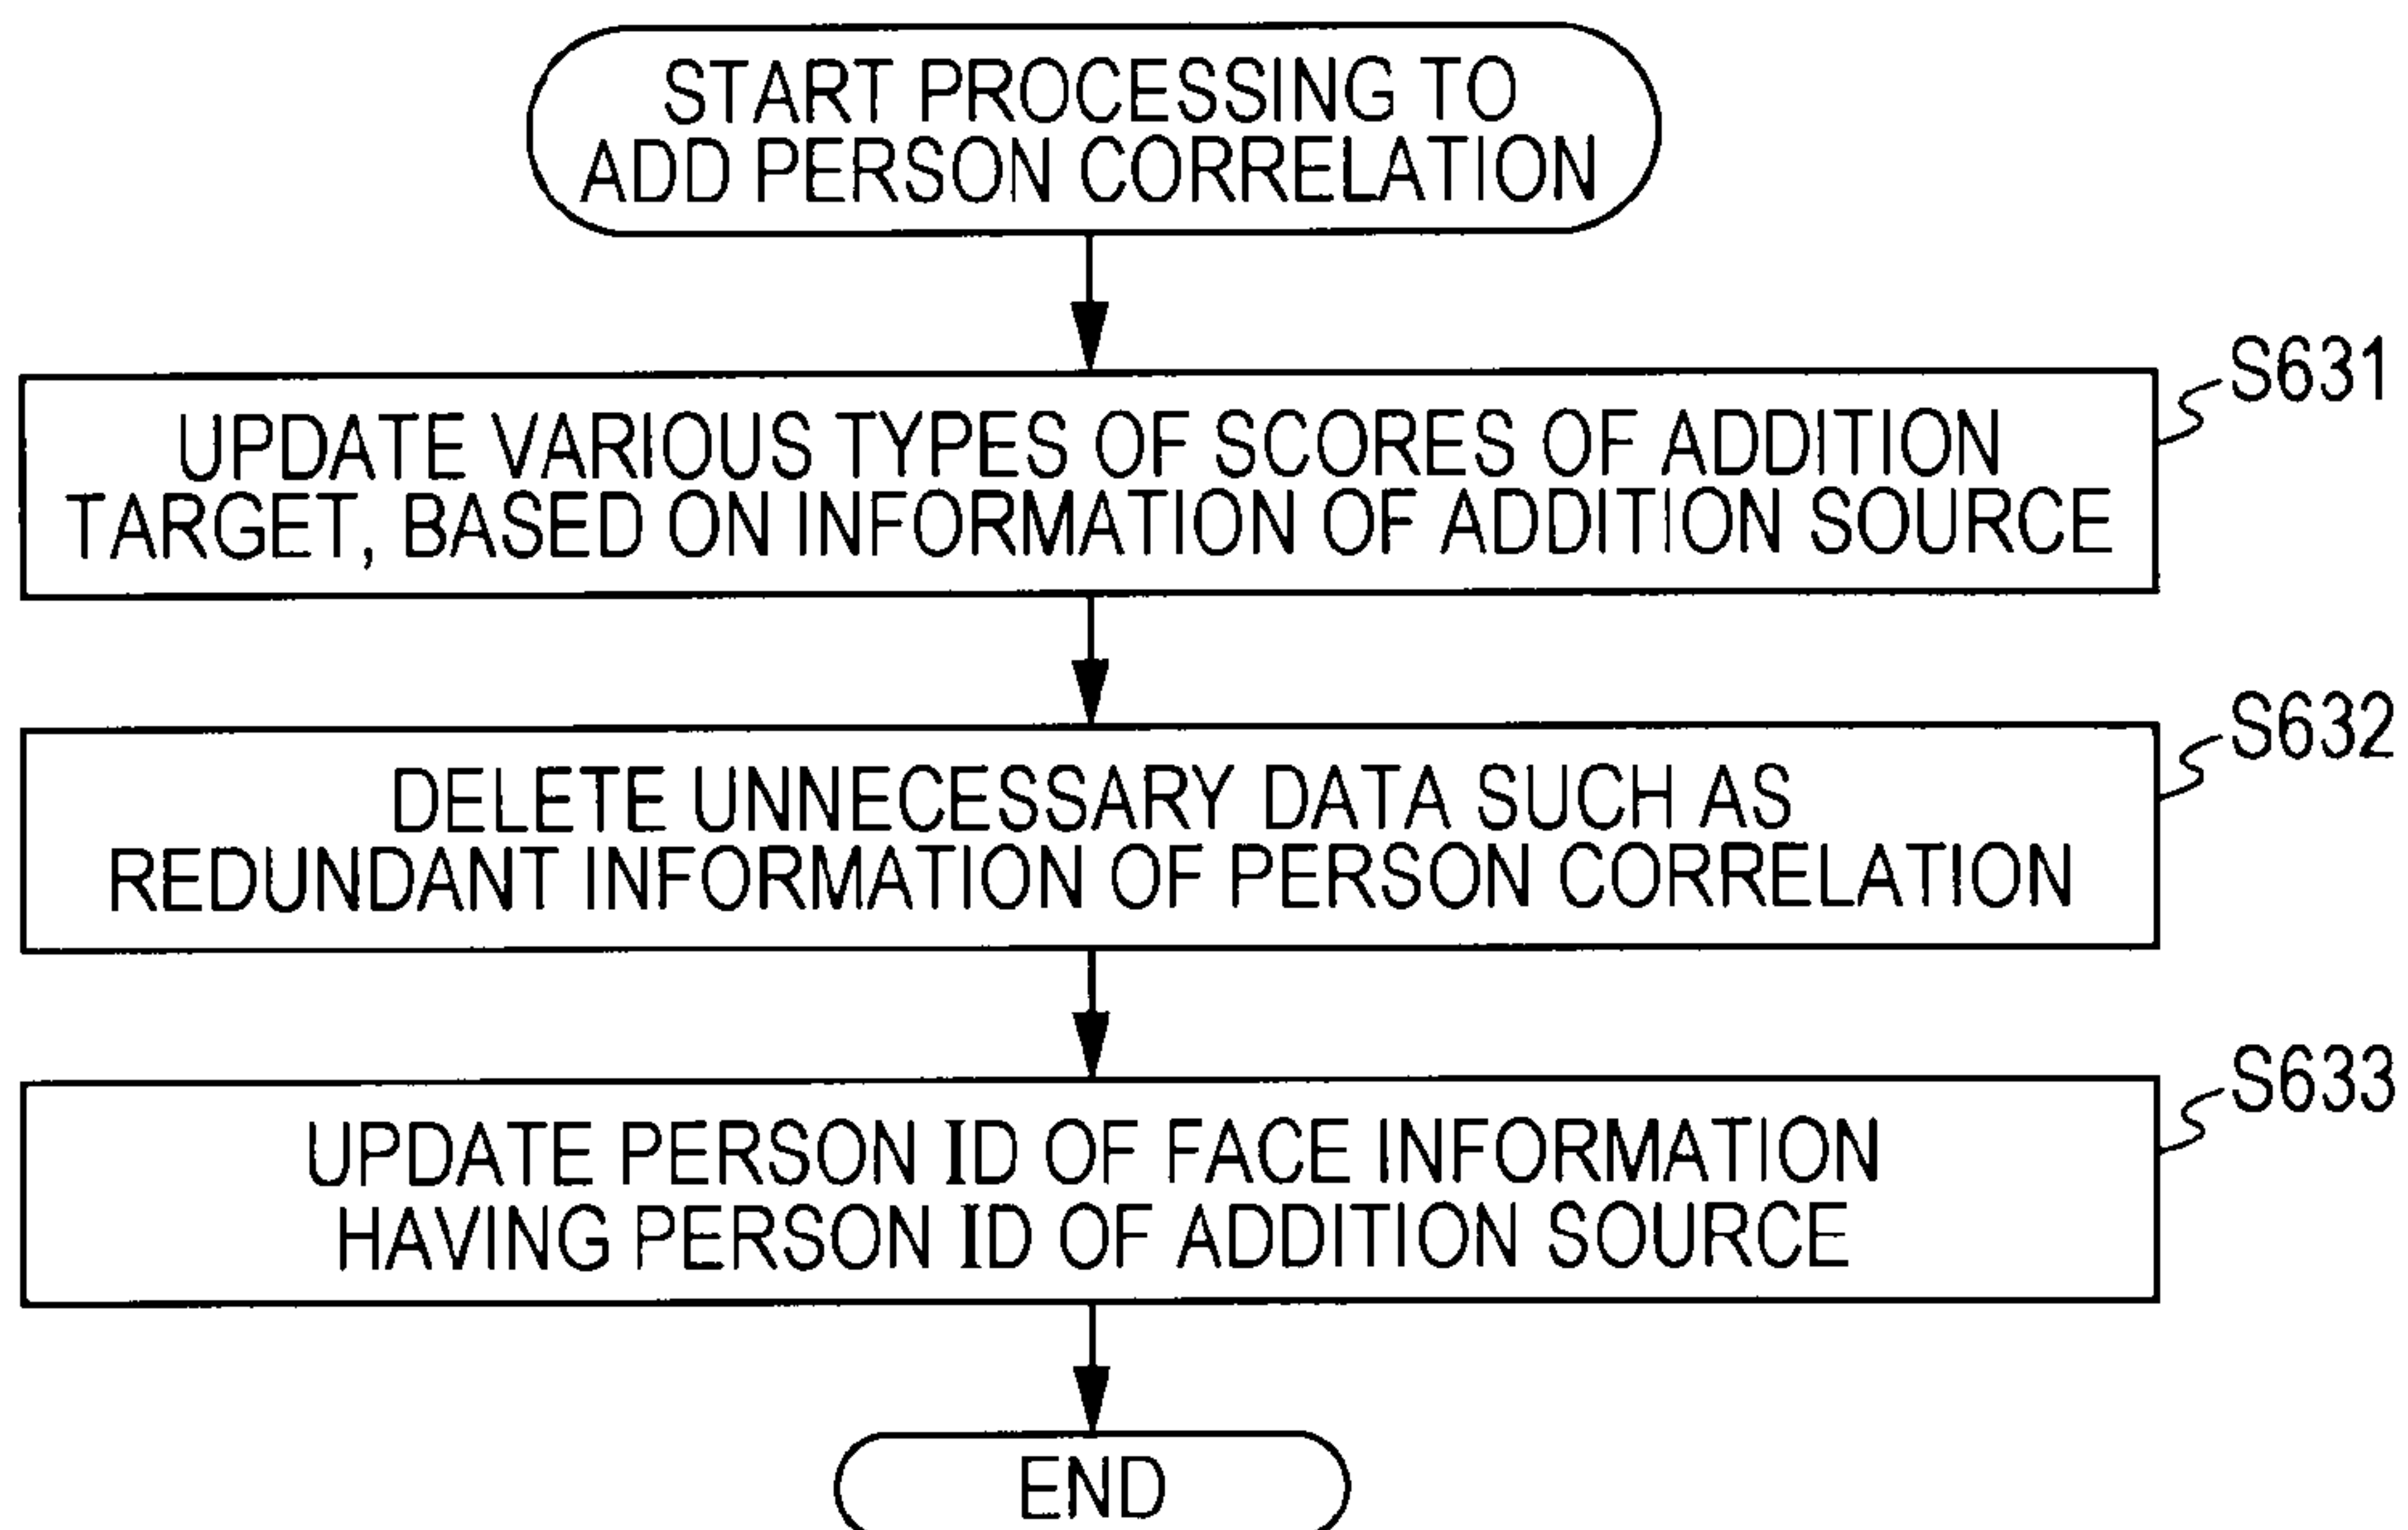 START PROCESSING TO
ADD PERSON CORRELATION
S631
UPDATE VARIOUS TYPES OF SCORES OF ADDITION
TARGET, BASED ON INFORMATION OF ADDITION SOURCE
S632
DELETE UNNECESSARY DATA SUCH AS
REDUNDANT INFORMATION OF PERSON CORRELATION
S633
UPDATE PERSON ID OF FACE INFORMATION
HAVING PERSON ID OF ADDITION SOURCE
END